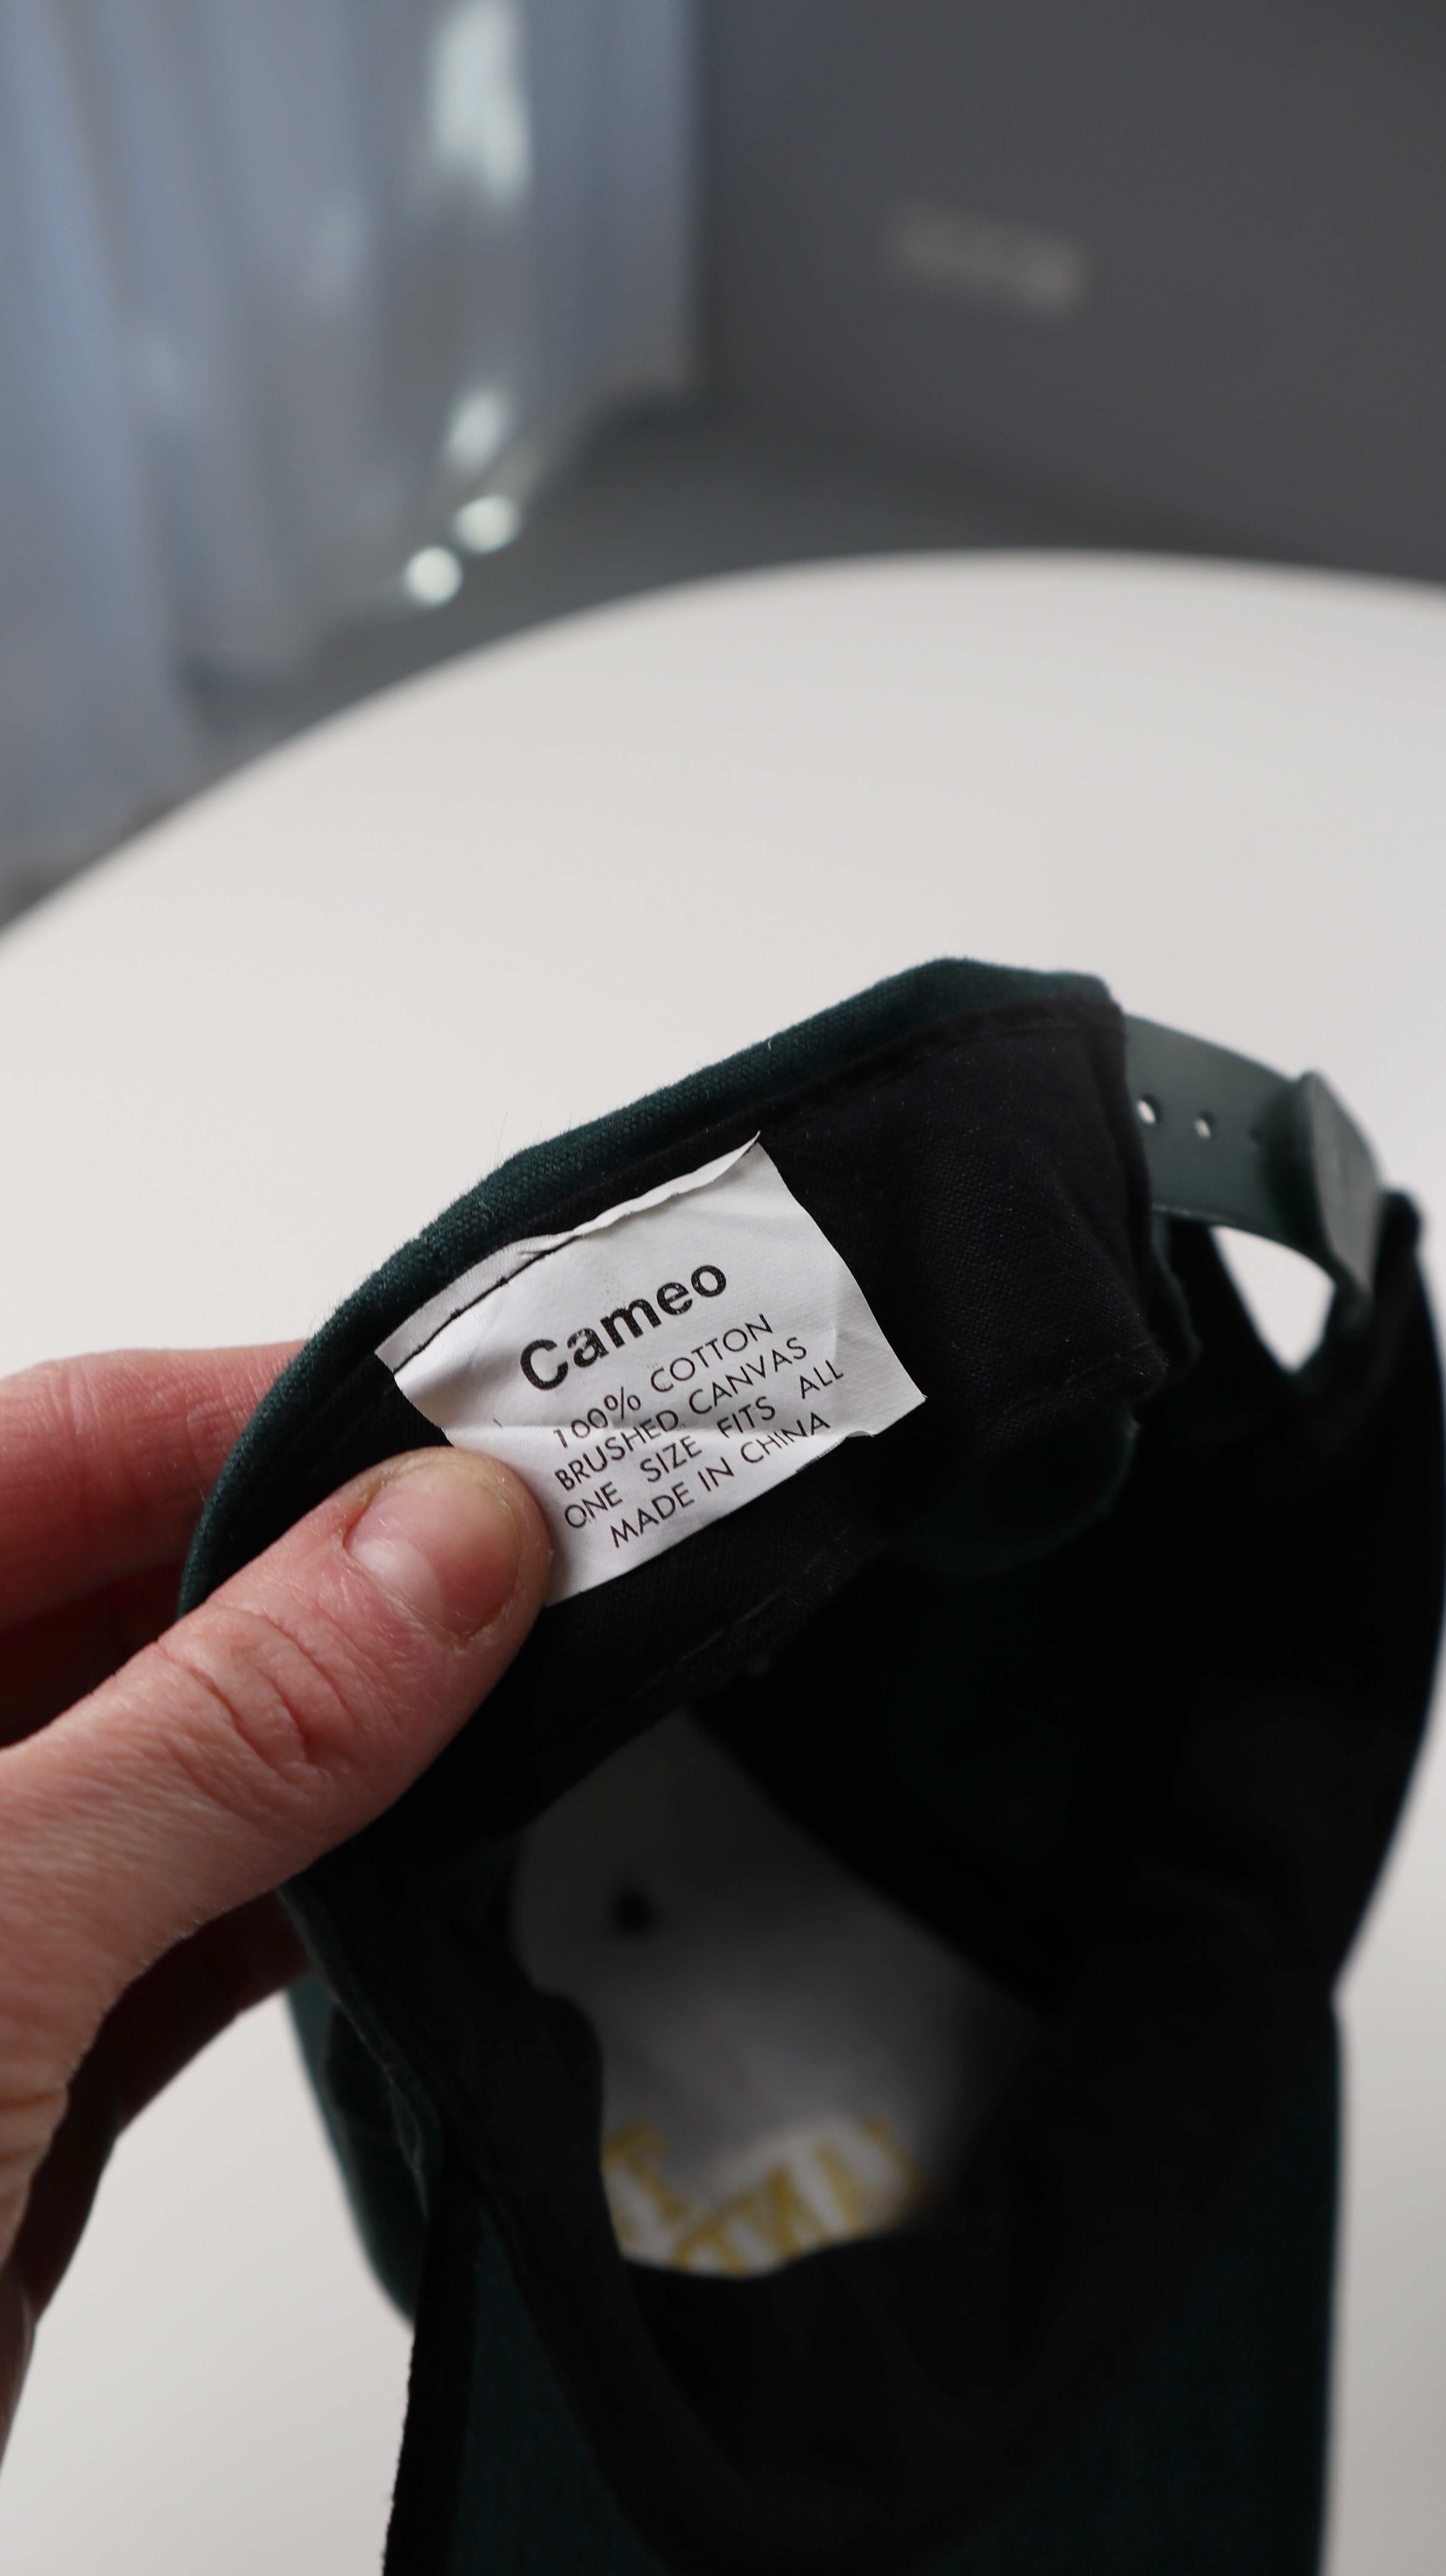 Cameo
100% COTTON
BRUSHED CANVAS
ONE SIZE FITS ALL
MADE IN CHINA